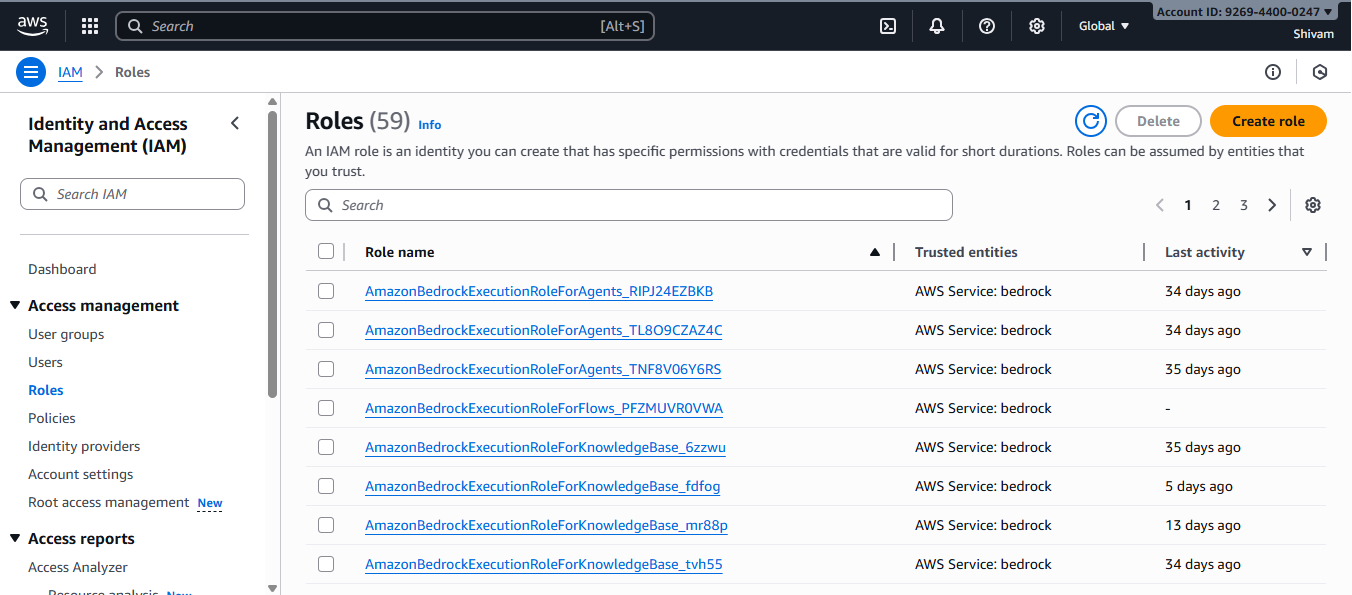 aws
Search
[Alt+S]
Global
Account ID: 9269-4400-0247
Shivam
IAM
Roles
Identity and Access
Management (IAM)
Search IAM
Dashboard
Access management
User groups
Users
Roles
Policies
Identity providers
Account settings
Root access management New
Access reports
Access Analyzer
Resource analysis New
Roles (59) Info
Delete
Create role
An IAM role is an identity you can create that has specific permissions with credentials that are valid for short durations. Roles can be assumed by entities that
you trust.
Search
1 2 3
Role name Trusted entities Last activity
AmazonBedrockExecutionRoleForAgents_RIPJ24EZBKB AWS Service: bedrock 34 days ago
AmazonBedrockExecutionRoleForAgents_TL8O9CZAZ4C AWS Service: bedrock 34 days ago
AmazonBedrockExecutionRoleForAgents_TNF8V06Y6RS AWS Service: bedrock 35 days ago
AmazonBedrockExecutionRoleForFlows_PFZMUVR0VWA AWS Service: bedrock -
AmazonBedrockExecutionRoleForKnowledgeBase_6zzwu AWS Service: bedrock 35 days ago
AmazonBedrockExecutionRoleForKnowledgeBase_fdfog AWS Service: bedrock 5 days ago
AmazonBedrockExecutionRoleForKnowledgeBase_mr88p AWS Service: bedrock 13 days ago
AmazonBedrockExecutionRoleForKnowledgeBase_tvh55 AWS Service: bedrock 34 days ago